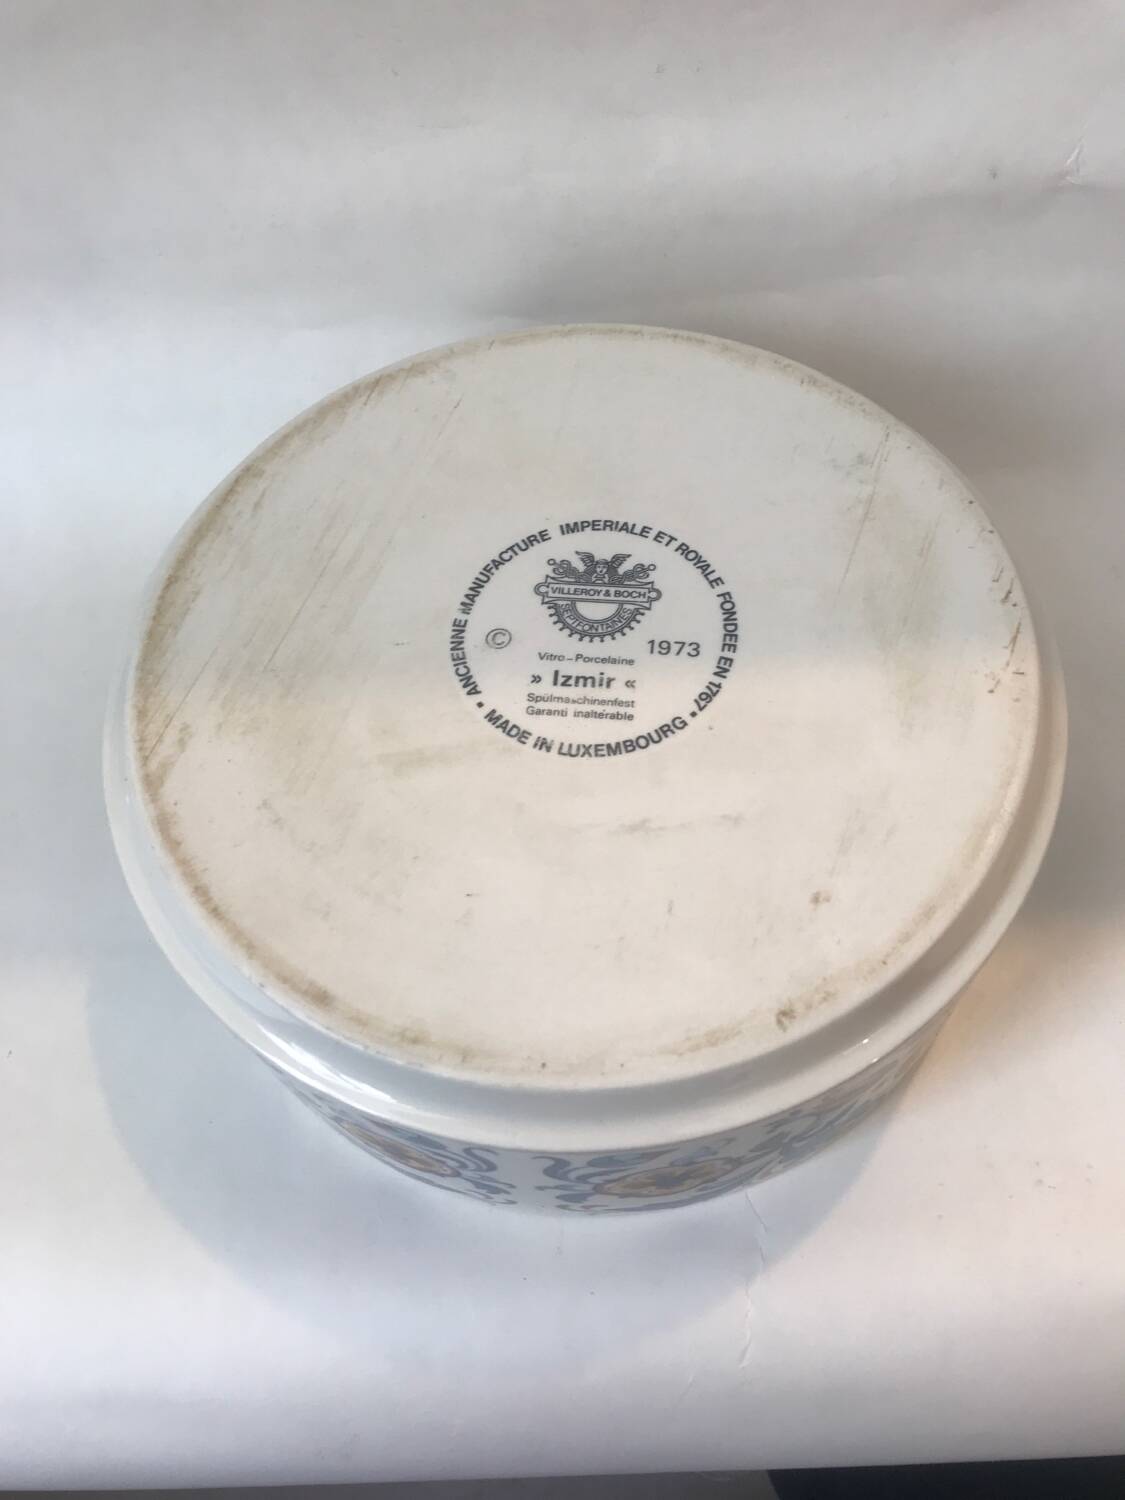 ANCIENNE MANUFACTURE IMPERIALE ET ROYALE FONDEE EN 1767
VILLEROY & BOCH
SEPTFONTAINES
© 1973
Vitro-Porcelaine
» Izmir «
Spülmaschinenfest
Garanti inaltérable
• MADE IN LUXEMBOURG •